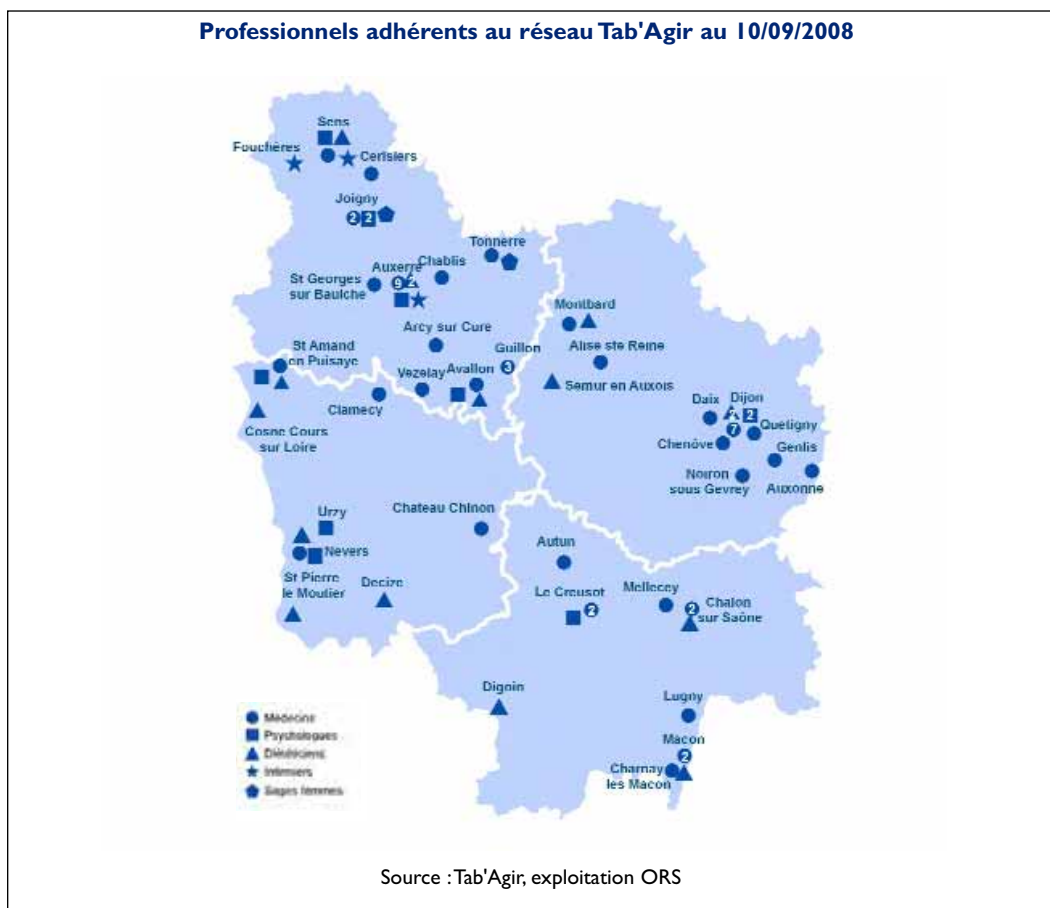 Professionnels adhérents au réseau Tab'Agir au 10/09/2008
Sens
Fouchères
Cerisiers
Joigny
2
2
Tonnerre
Chablis
Auxerre
9
2
St Georges
sur Baulche
Montbard
Arcy sur Cure
Guillon
3
Alise ste Reine
St Amand
en Puisaye
Vezelay
Avallon
Semur en Auxois
Clamecy
Daix
Dijon
2
7
Quetigny
Cosne Cours
sur Loire
Chenôve
Genlis
Noiron
sous Gevrey
Auxonne
Urzy
Chateau Chinon
Nevers
Autun
St Pierre
le Moutier
Decize
Le Creusot
2
Mellecey
2
Chalon
sur Saône
Digoin
Lugny
Macon
2
Charnay
les Macon
Médecins
Psychologues
Diététiciens
Infirmiers
Sages femmes
Source : Tab'Agir, exploitation ORS